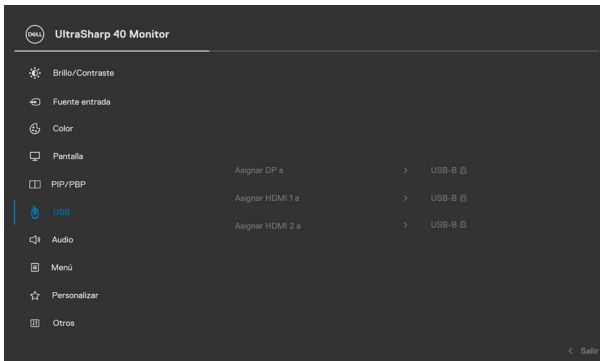 DELL UltraSharp 40 Monitor
Brillo/Contraste
Fuente entrada
Color
Pantalla
Asignar DP a > USB-B
PIP/PBP
Asignar HDMI 1 a > USB-B
USB
Asignar HDMI 2 a > USB-B
Audio
Menú
Personalizar
Otros
< Salir